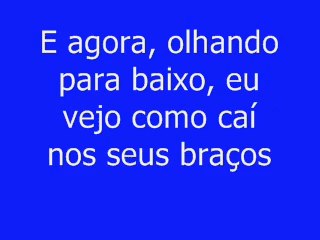 E agora, olhando
para baixo, eu
vejo como caí
nos seus braços